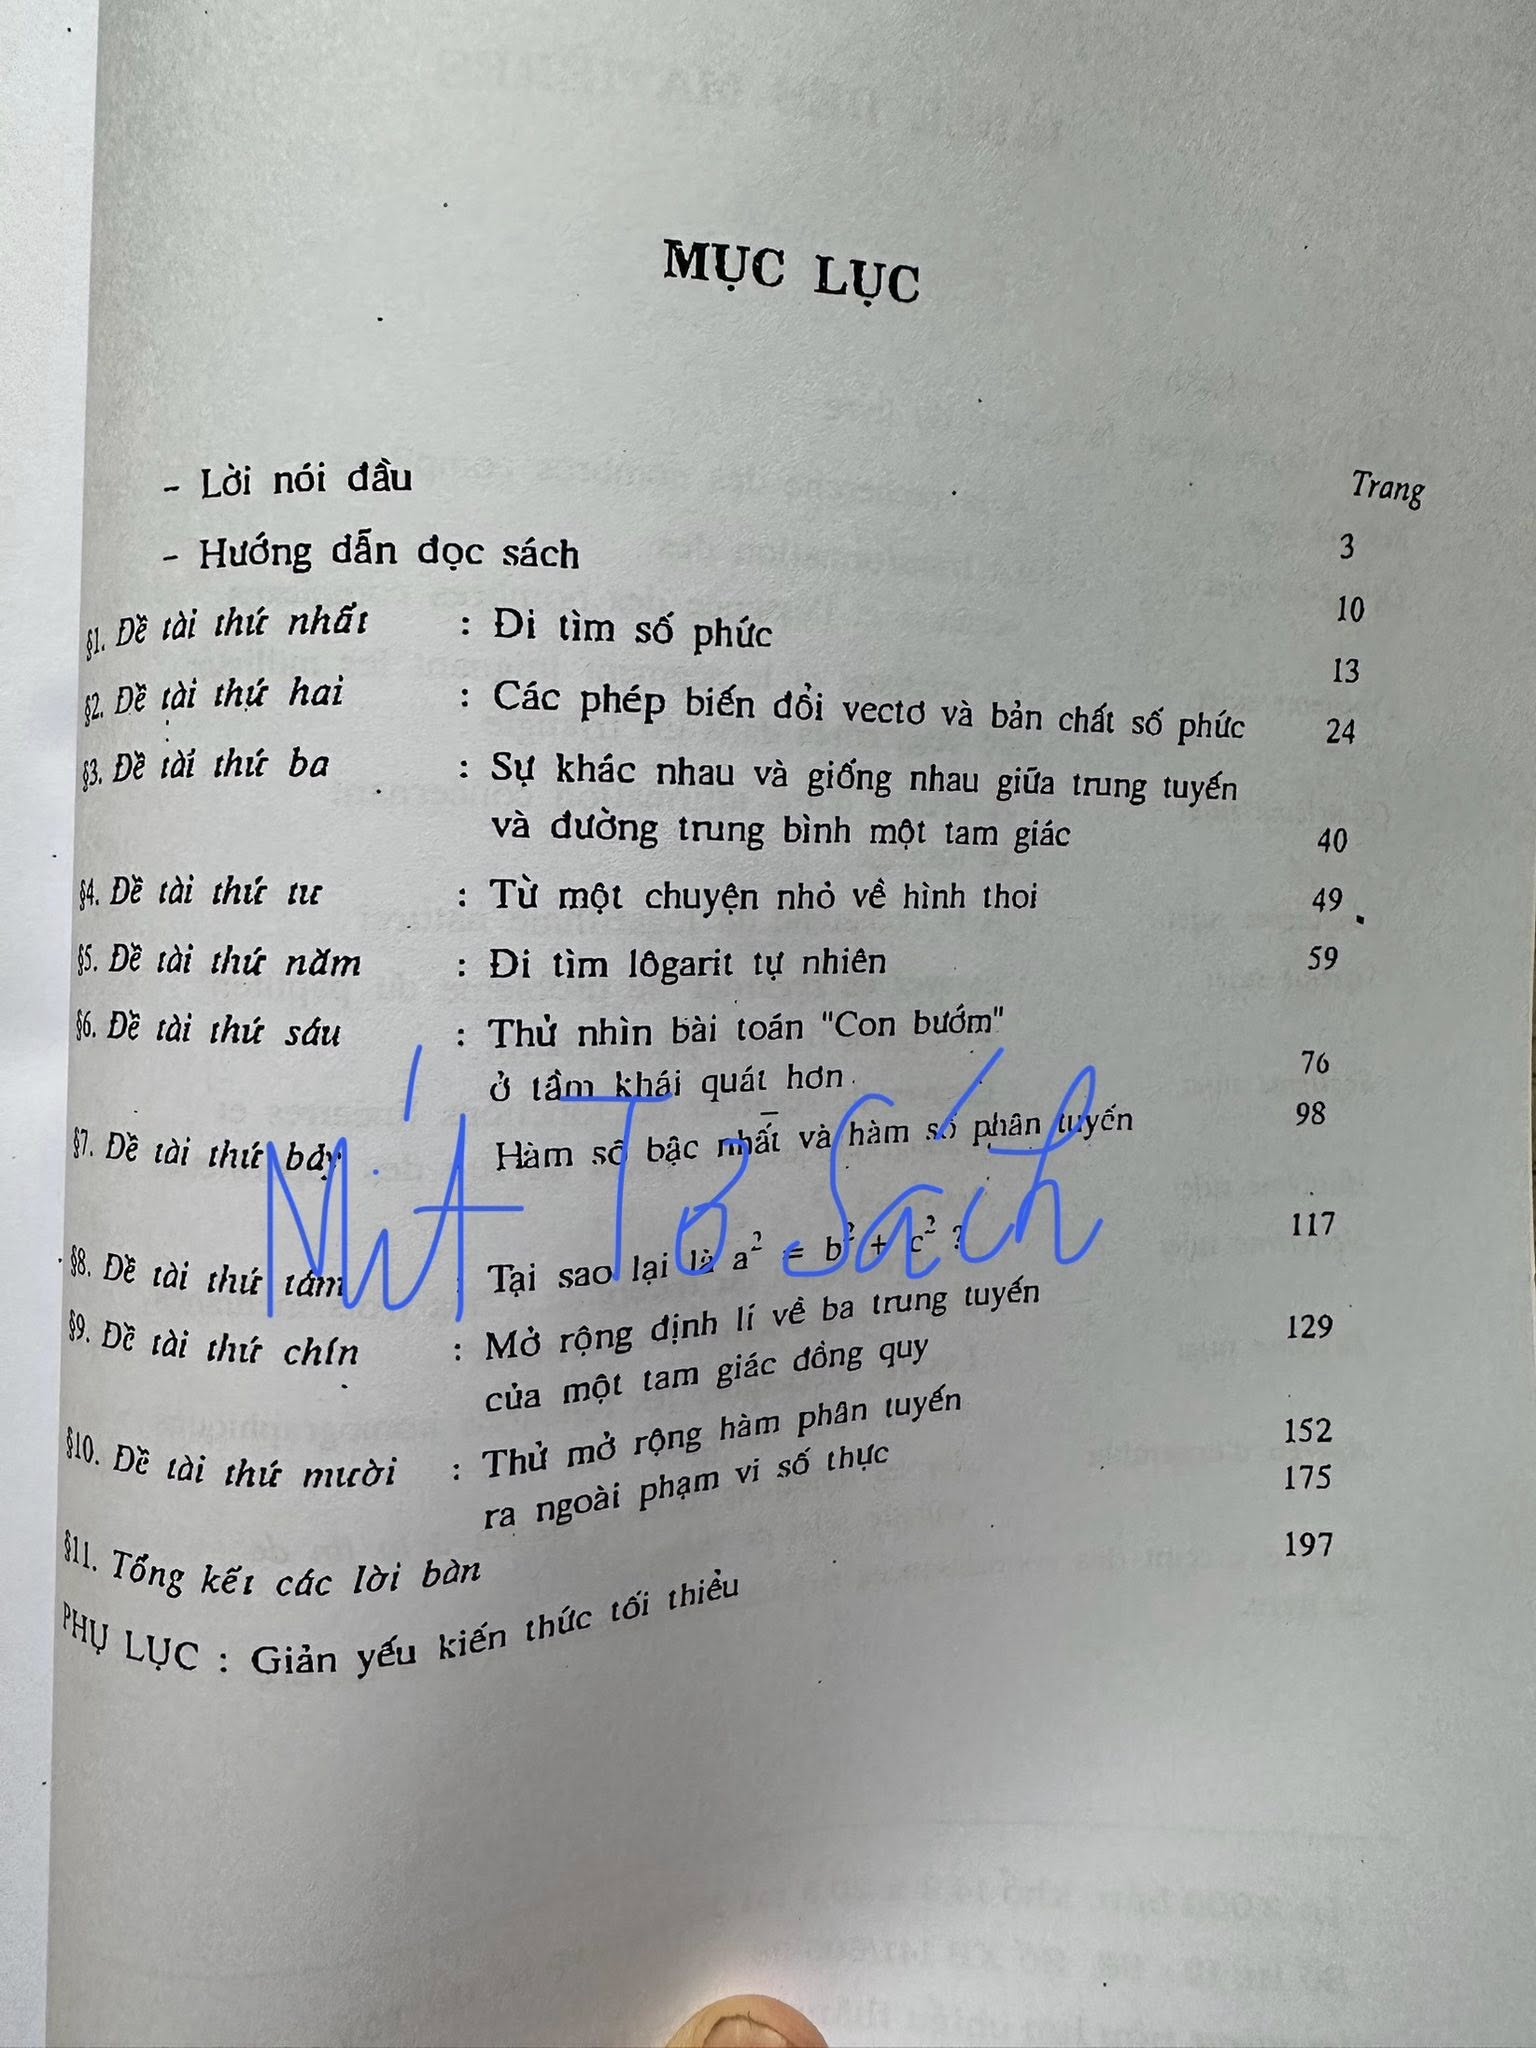 MỤC LỤC
Trang
- Lời nói đầu 3
- Hướng dẫn đọc sách 10
§1. Đề tài thứ nhất : Đi tìm số phức 13
§2. Đề tài thứ hai : Các phép biến đổi vectơ và bản chất số phức 24
§3. Đề tài thứ ba : Sự khác nhau và giống nhau giữa trung tuyến
và đường trung bình một tam giác 40
§4. Đề tài thứ tư : Từ một chuyện nhỏ về hình thoi 49
§5. Đề tài thứ năm : Đi tìm lôgarit tự nhiên 59
§6. Đề tài thứ sáu : Thử nhìn bài toán "Con bướm"
ở tầm khái quát hơn 76
§7. Đề tài thứ bảy Hàm số bậc nhất và hàm số phân tuyến 98
Mít Tơ Sách
§8. Đề tài thứ tám : Tại sao lại là a² = b² + c² ? 117
§9. Đề tài thứ chín : Mở rộng định lí về ba trung tuyến
của một tam giác đồng quy 129
§10. Đề tài thứ mười : Thử mở rộng hàm phân tuyến
ra ngoài phạm vi số thực 152
§11. Tổng kết các lời bàn 175
PHỤ LỤC : Giản yếu kiến thức tối thiểu 197